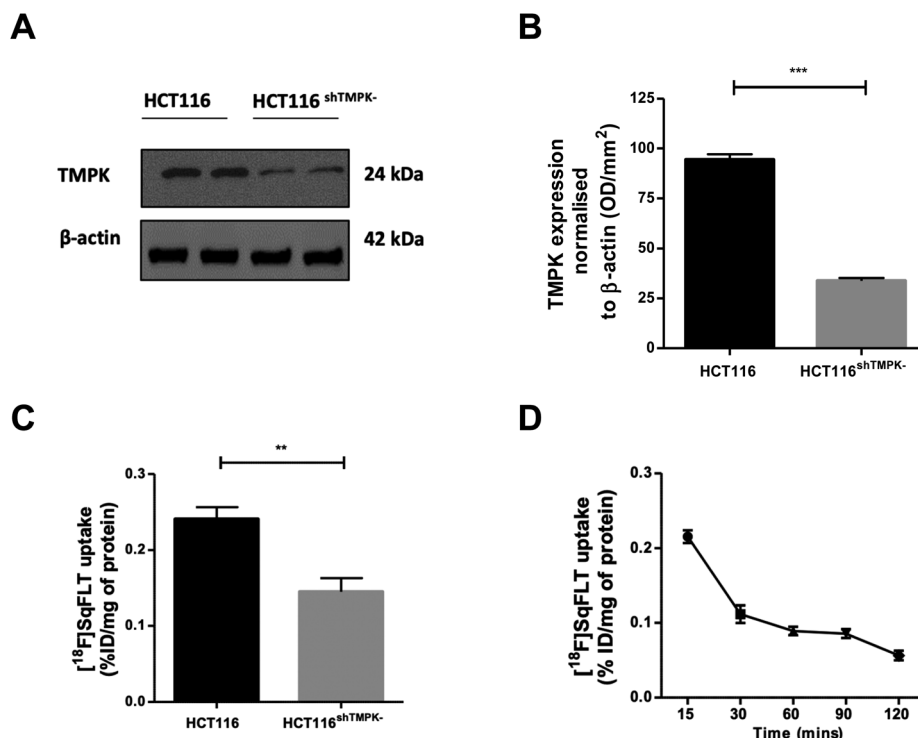 A
HCT116 HCT116 shTMPK-
TMPK 24 kDa
β-actin 42 kDa
B
***
TMPK expression
normalised
to β-actin (OD/mm²)
125
100
75
50
25
0
HCT116 HCT116shTMPK-
C
**
[¹⁸F]SqFLT uptake
(%ID/mg of protein)
0.3
0.2
0.1
0.0
HCT116 HCT116shTMPK-
D
[¹⁸F]SqFLT uptake
(% ID/mg of protein)
0.3
0.2
0.1
0.0
15 30 60 90 120
Time (mins)